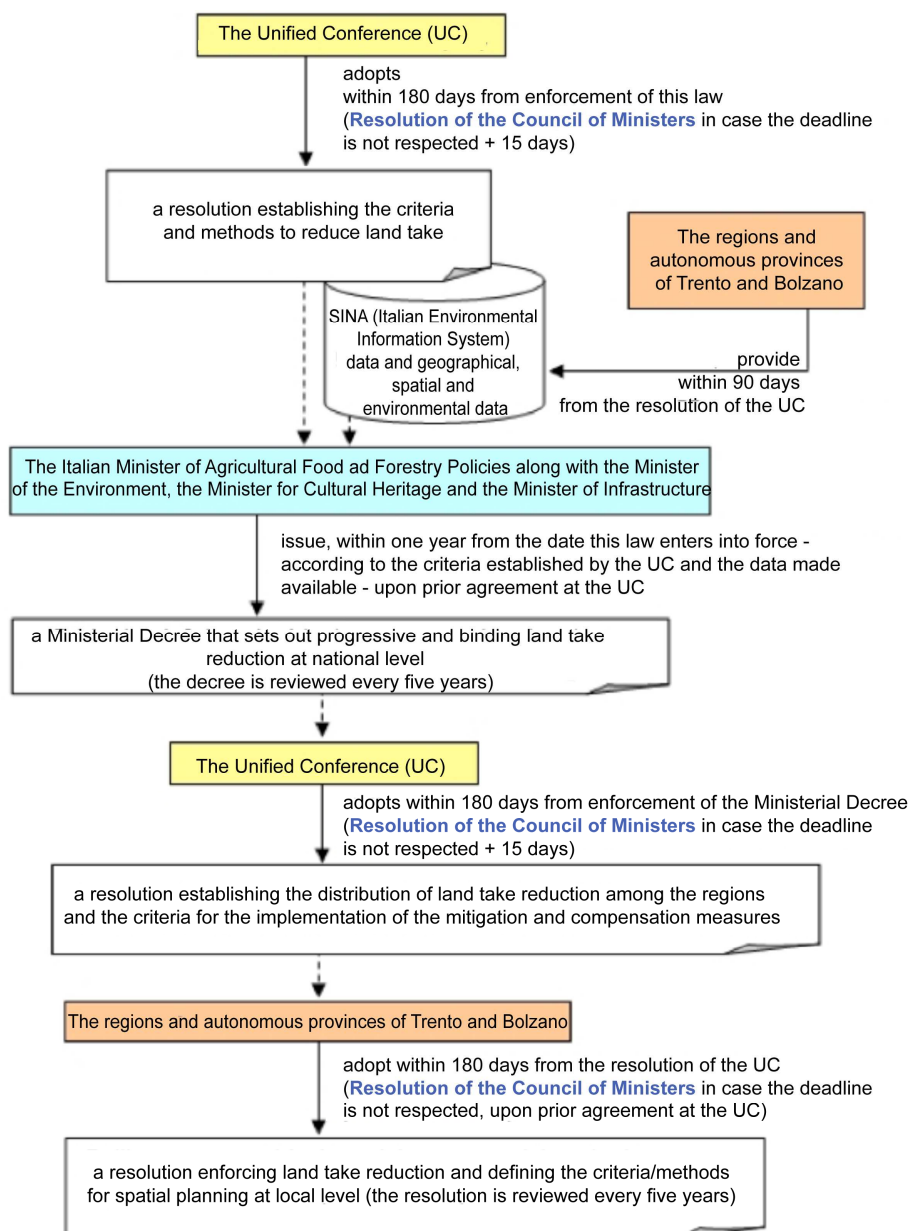 The Unified Conference (UC)
adopts
within 180 days from enforcement of this law
(Resolution of the Council of Ministers in case the deadline
is not respected + 15 days)
a resolution establishing the criteria
and methods to reduce land take
The regions and
autonomous provinces
of Trento and Bolzano
SINA (Italian Environmental
Information System)
data and geographical,
spatial and
environmental data
provide
within 90 days
from the resolution of the UC
The Italian Minister of Agricultural Food ad Forestry Policies along with the Minister
of the Environment, the Minister for Cultural Heritage and the Minister of Infrastructure
issue, within one year from the date this law enters into force -
according to the criteria established by the UC and the data made
available - upon prior agreement at the UC
a Ministerial Decree that sets out progressive and binding land take
reduction at national level
(the decree is reviewed every five years)
The Unified Conference (UC)
adopts within 180 days from enforcement of the Ministerial Decree
(Resolution of the Council of Ministers in case the deadline
is not respected + 15 days)
a resolution establishing the distribution of land take reduction among the regions
and the criteria for the implementation of the mitigation and compensation measures
The regions and autonomous provinces of Trento and Bolzano
adopt within 180 days from the resolution of the UC
(Resolution of the Council of Ministers in case the deadline
is not respected, upon prior agreement at the UC)
a resolution enforcing land take reduction and defining the criteria/methods
for spatial planning at local level (the resolution is reviewed every five years)